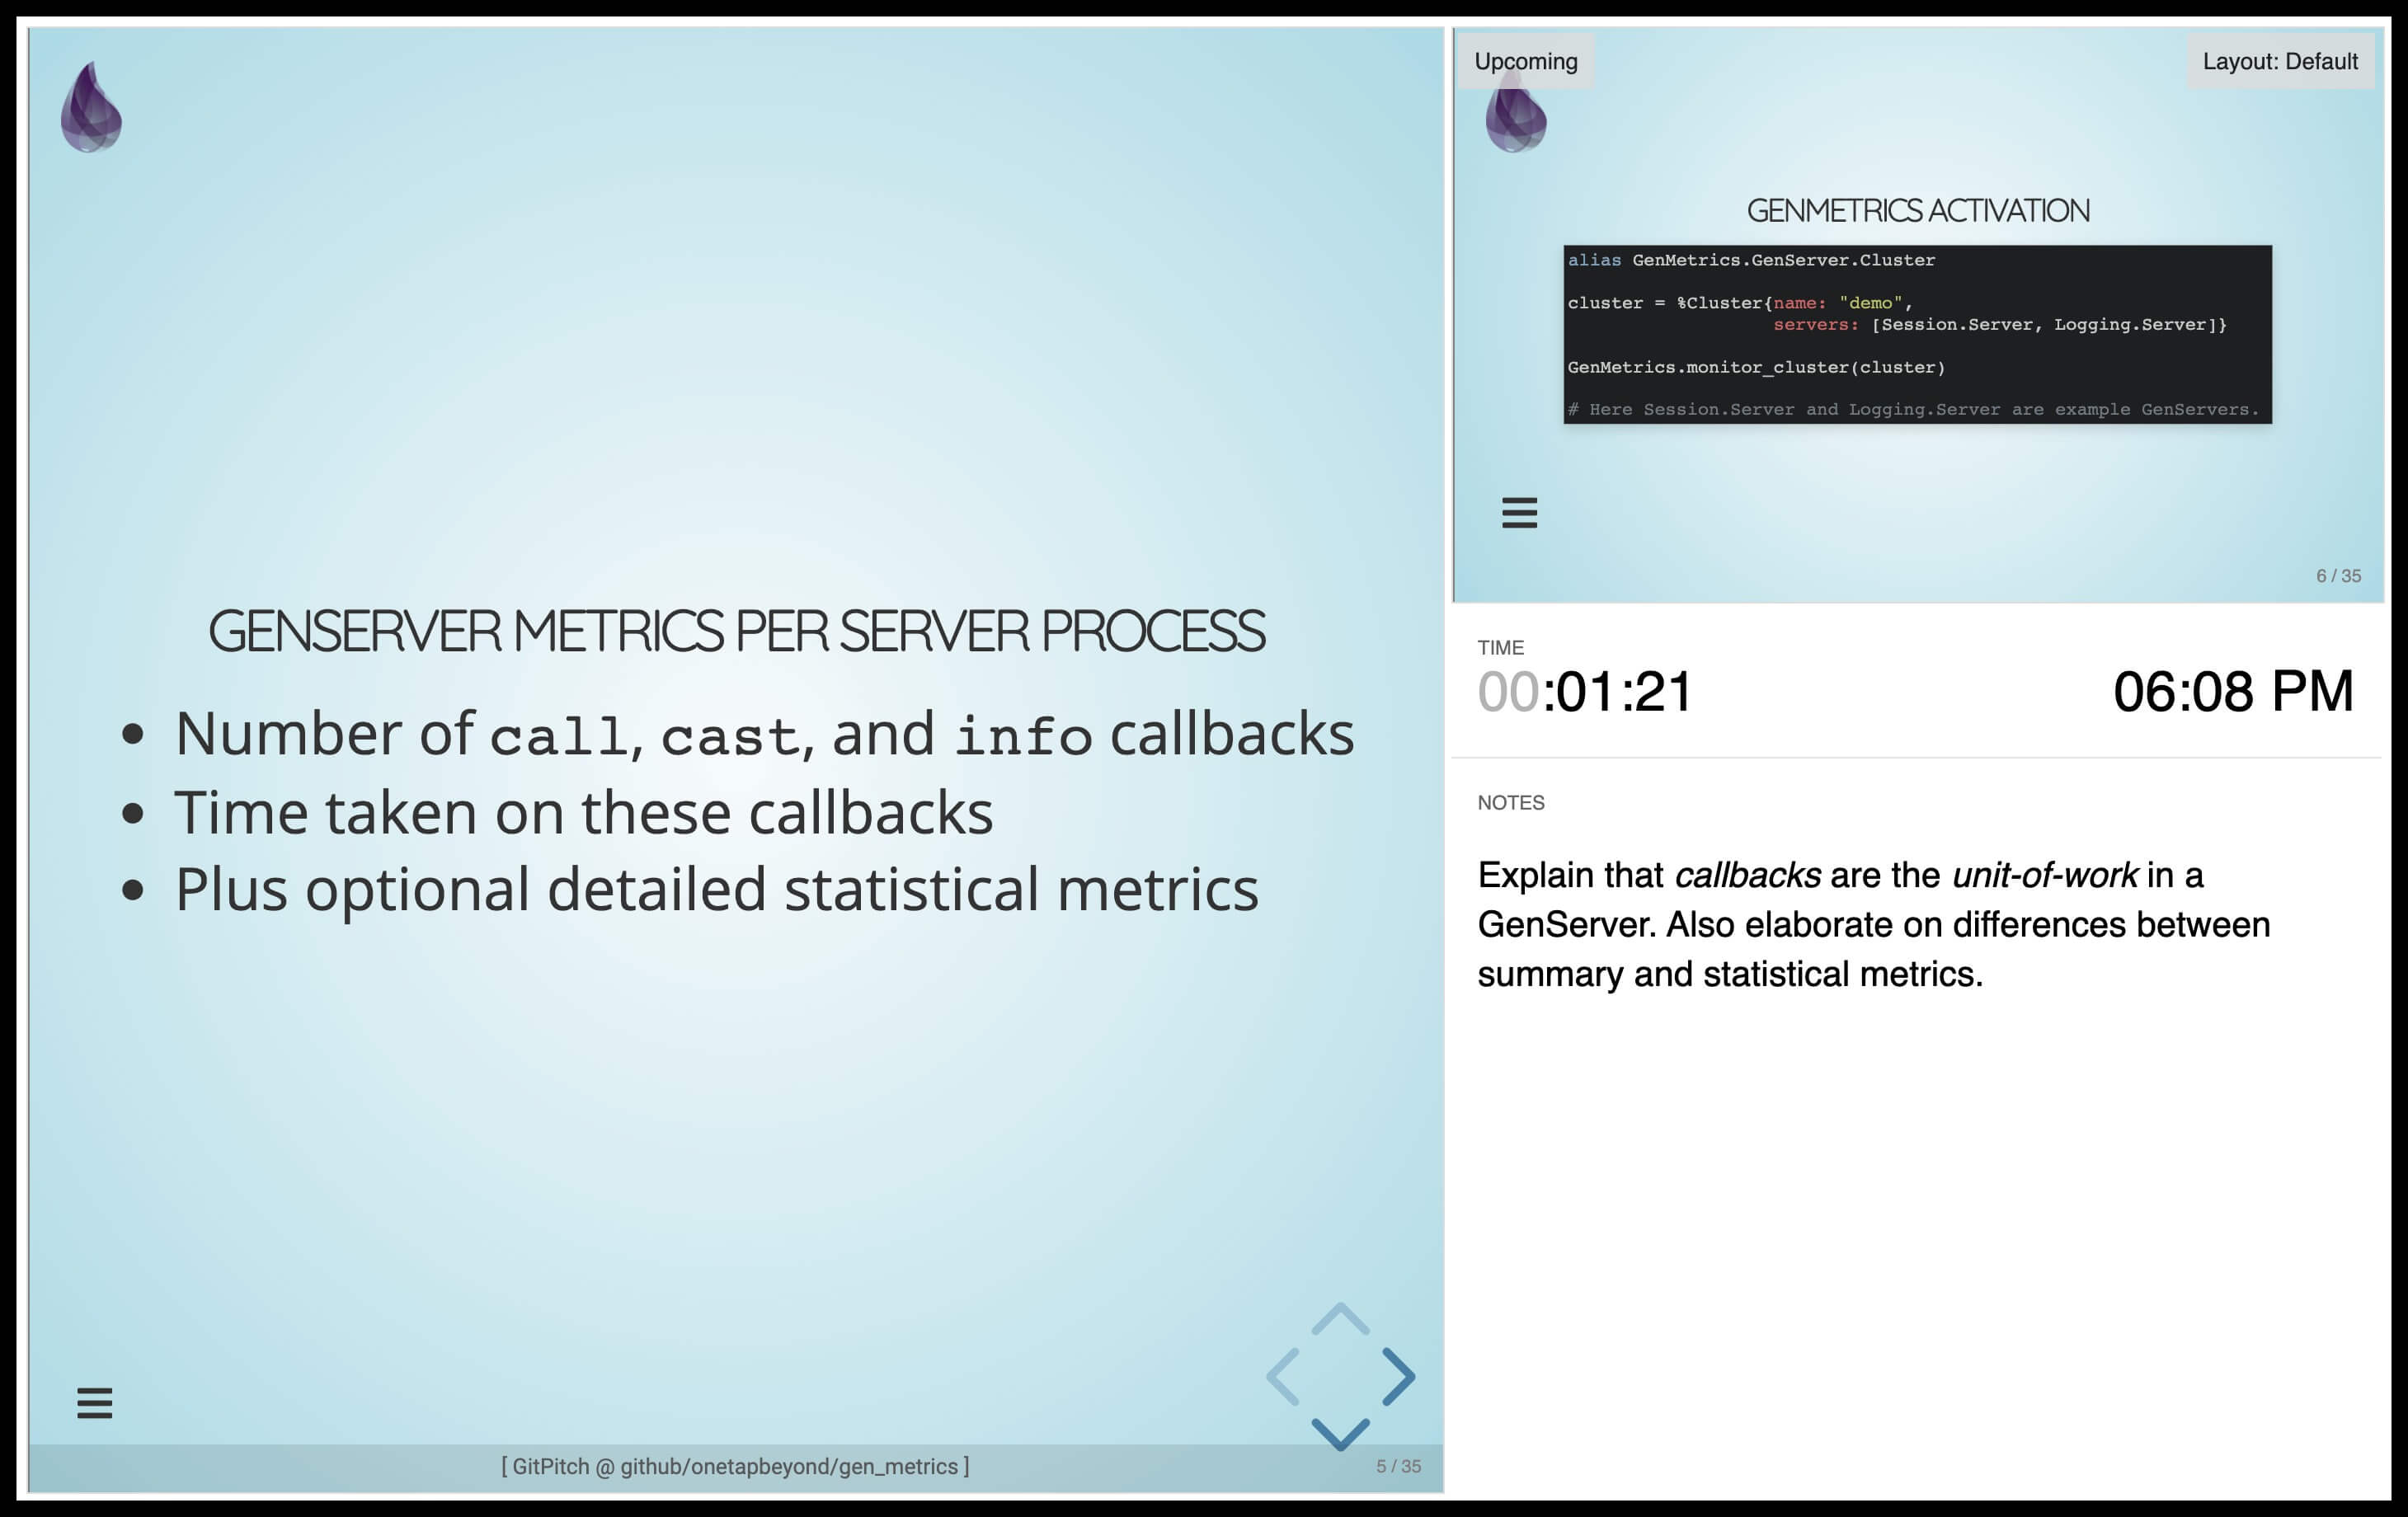 GENSERVER METRICS PER SERVER PROCESS
• Number of call, cast, and info callbacks
• Time taken on these callbacks
• Plus optional detailed statistical metrics
[ GitPitch @ github/onetapbeyond/gen_metrics ]
5 / 35
Upcoming
Layout: Default
GENMETRICS ACTIVATION
alias GenMetrics.GenServer.Cluster
cluster = %Cluster{name: "demo",
servers: [Session.Server, Logging.Server]}
GenMetrics.monitor_cluster(cluster)
# Here Session.Server and Logging.Server are example GenServers.
6 / 35
TIME
00:01:21
06:08 PM
NOTES
Explain that callbacks are the unit-of-work in a
GenServer. Also elaborate on differences between
summary and statistical metrics.